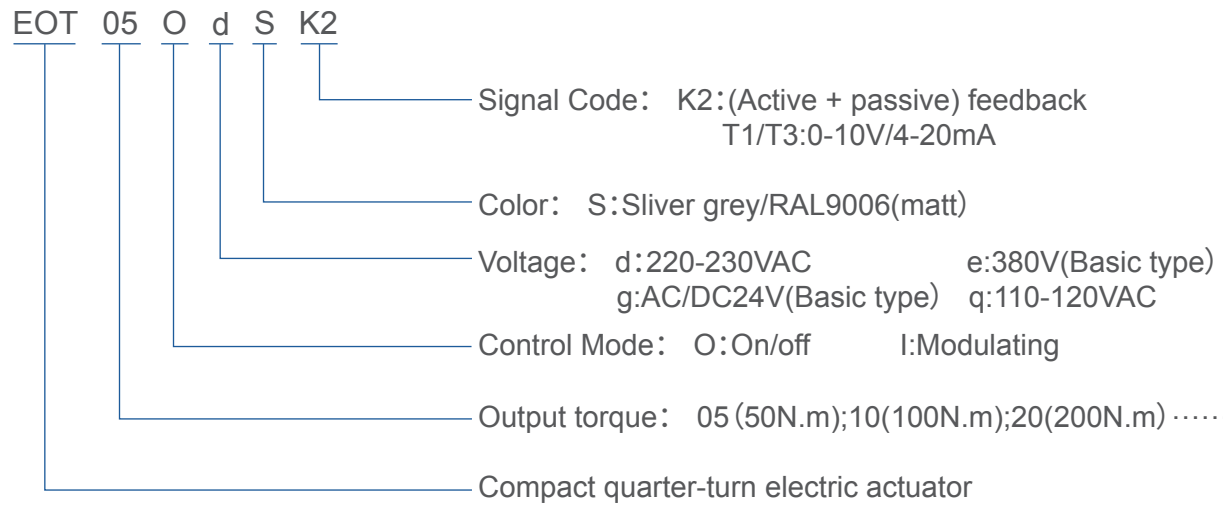 EOT 05 O d S K2
Signal Code： K2：(Active + passive) feedback
T1/T3:0-10V/4-20mA
Color： S：Sliver grey/RAL9006(matt）
Voltage： d：220-230VAC e:380V(Basic type）
g:AC/DC24V(Basic type） q:110-120VAC
Control Mode： O：On/off I:Modulating
Output torque： 05（50N.m);10(100N.m);20(200N.m）·····
Compact quarter-turn electric actuator